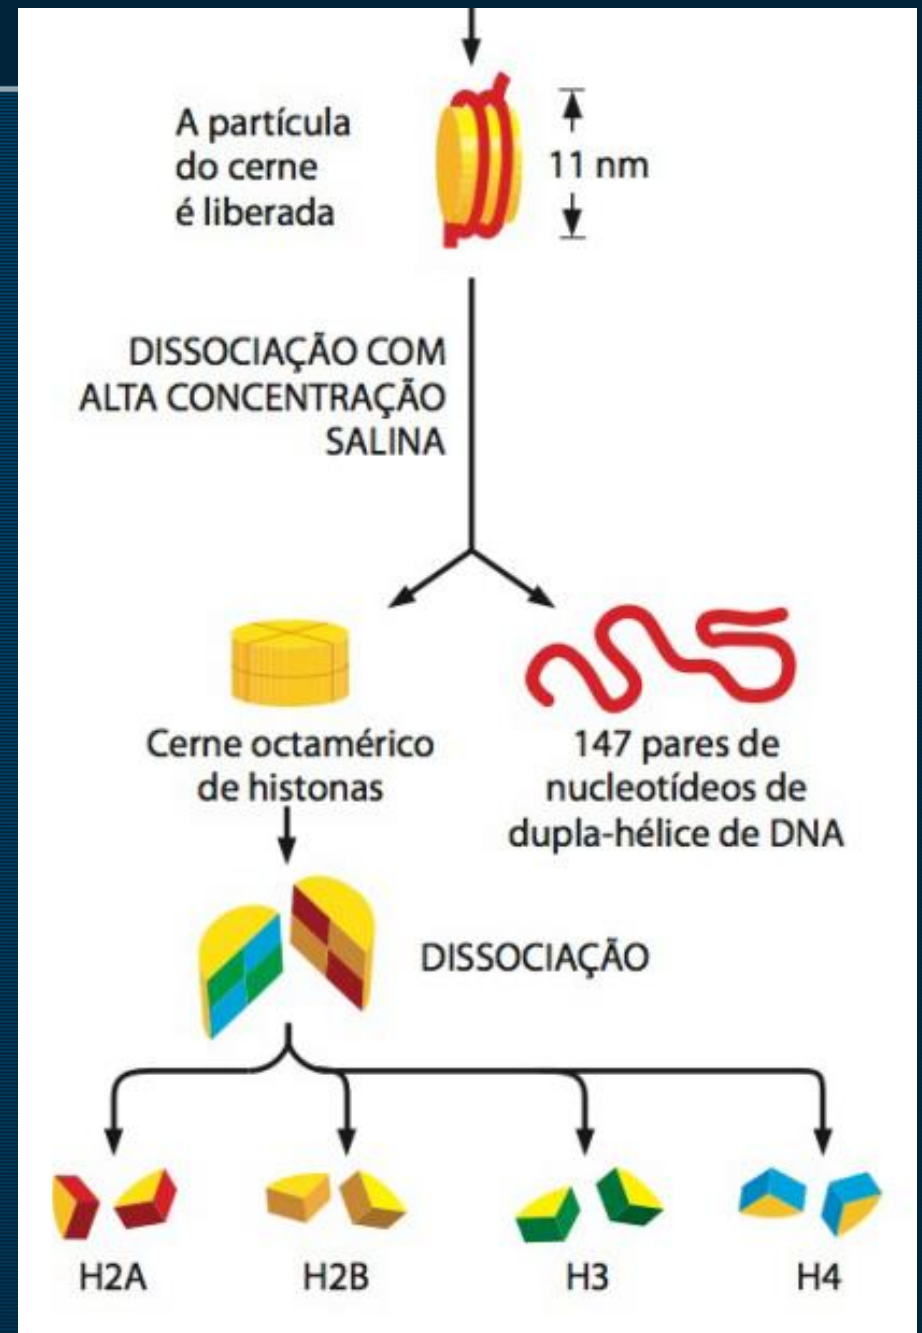 A partícula
do cerne
é liberada
11 nm
DISSOCIAÇÃO COM
ALTA CONCENTRAÇÃO
SALINA
Cerne octamérico
de histonas
147 pares de
nucleotídeos de
dupla-hélice de DNA
DISSOCIAÇÃO
H2A
H2B
H3
H4